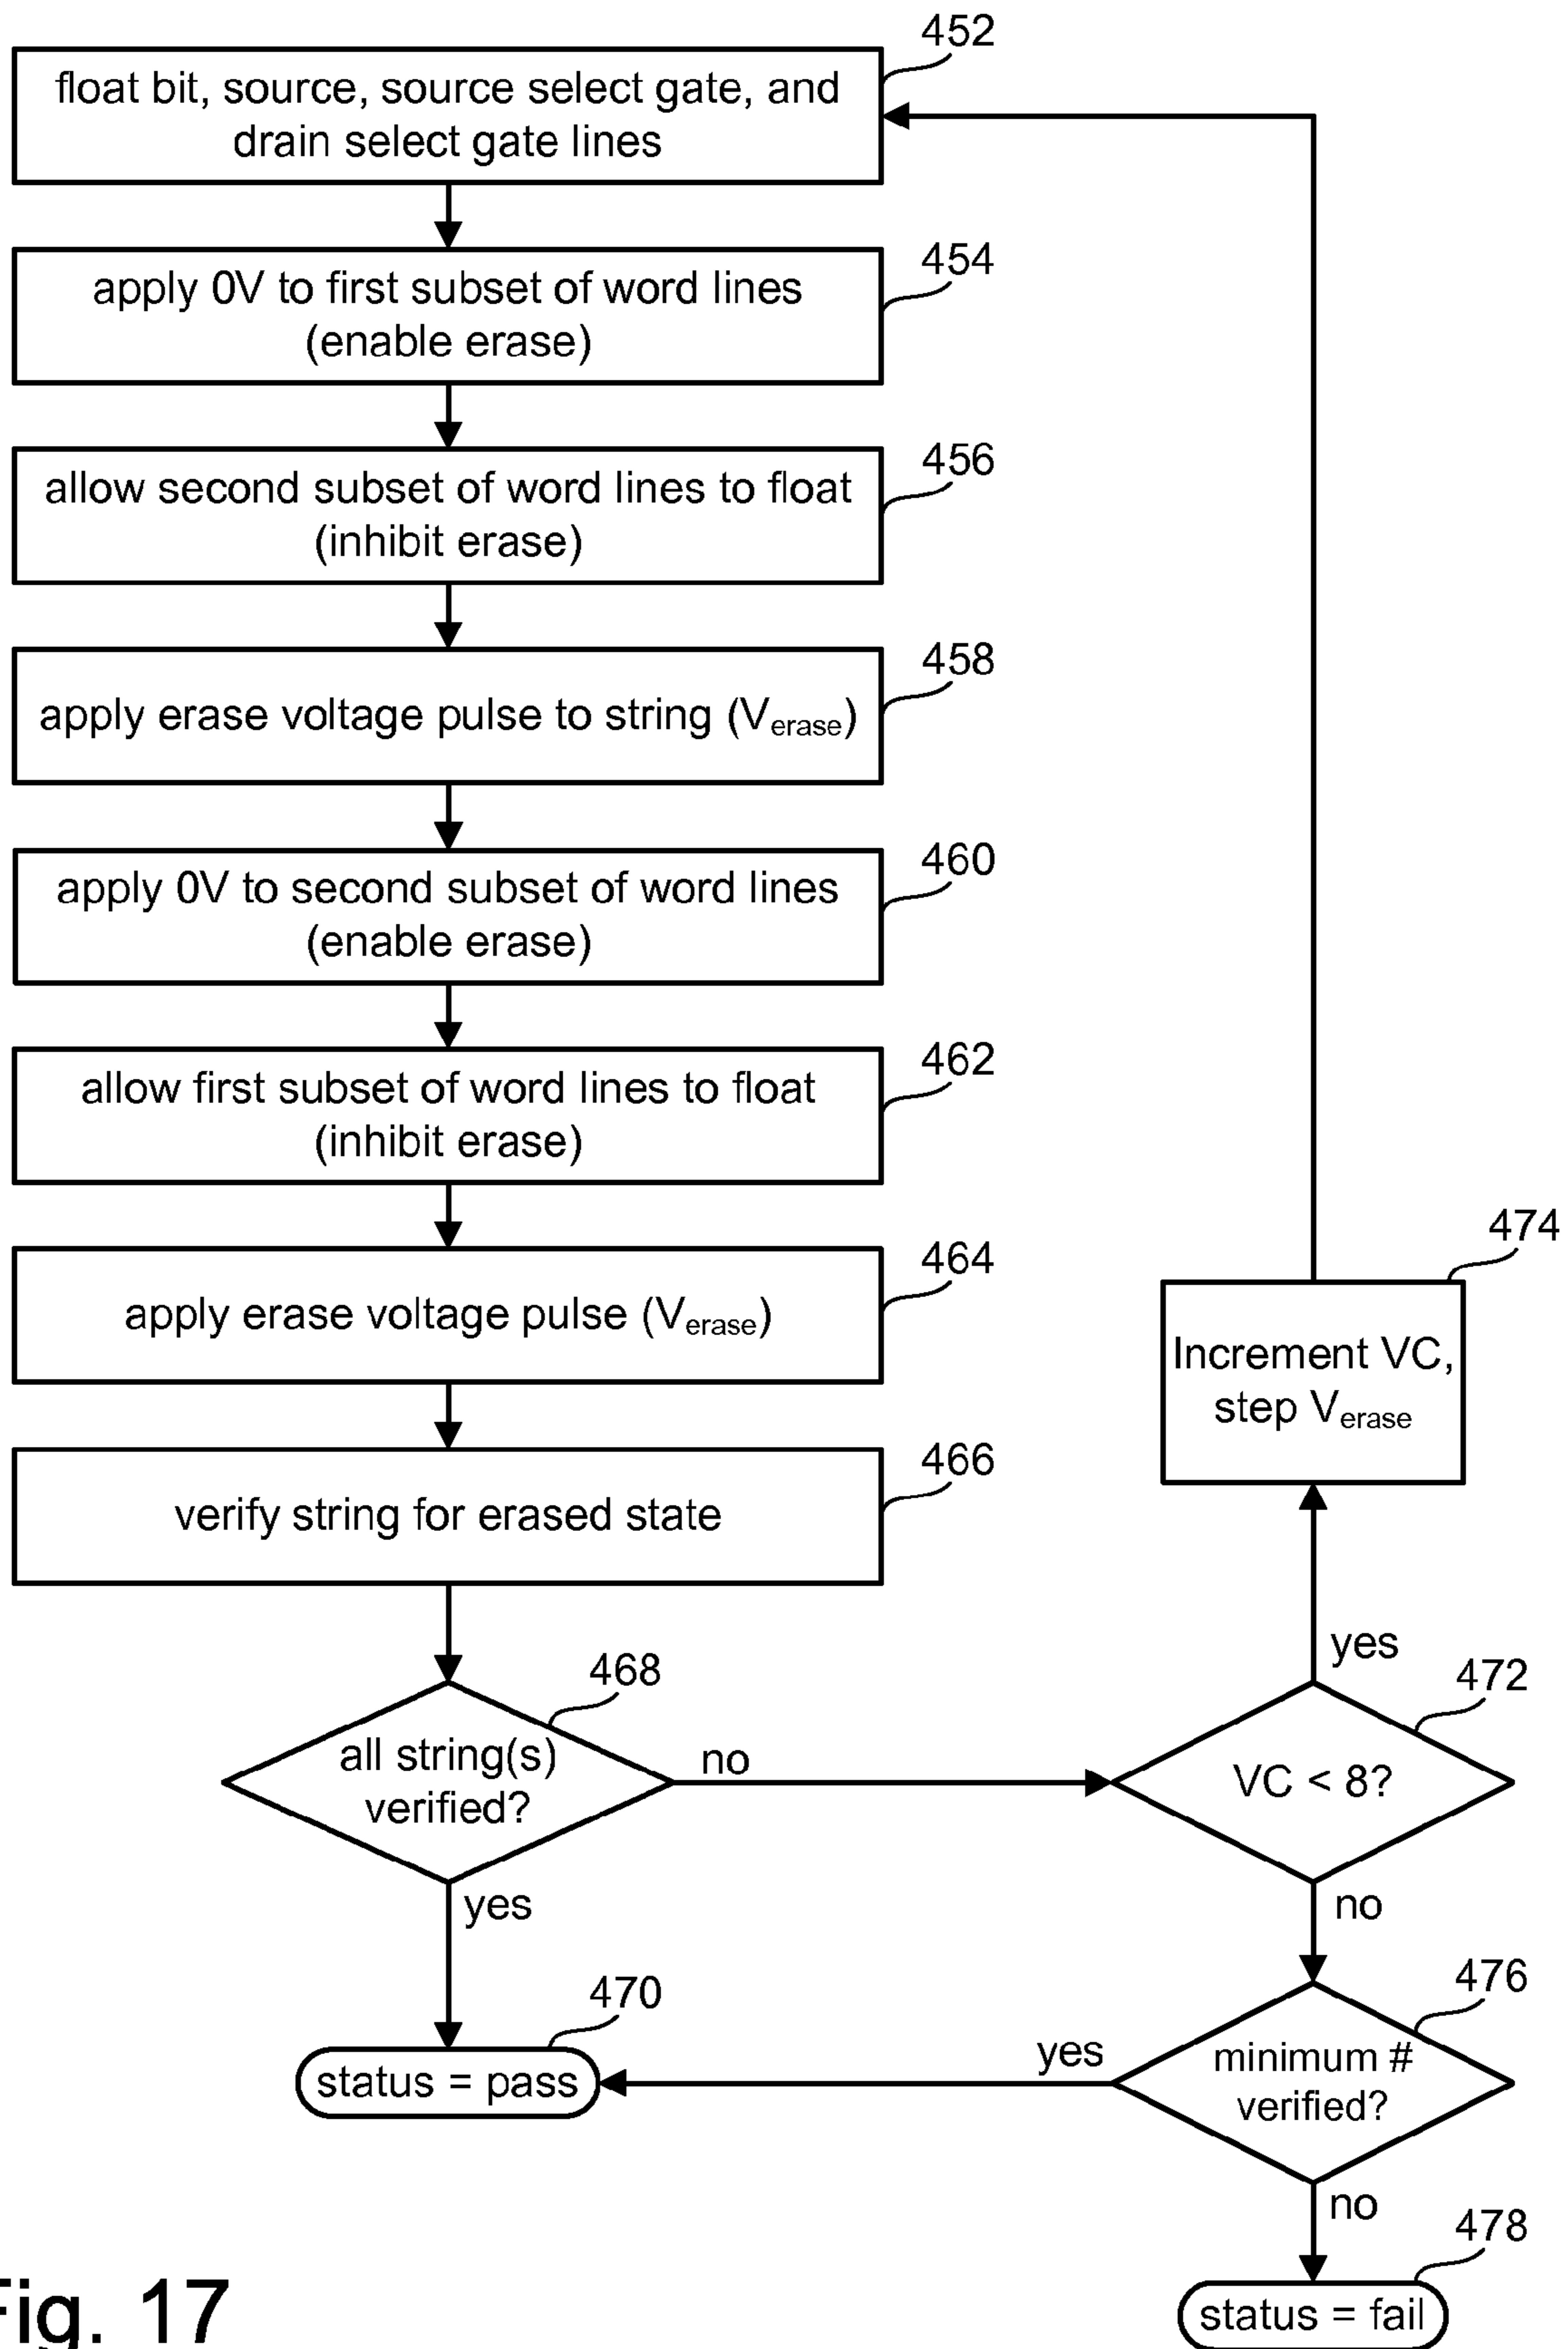 452
float bit, source, source select gate, and
drain select gate lines
454
apply 0V to first subset of word lines
(enable erase)
456
allow second subset of word lines to float
(inhibit erase)
458
apply erase voltage pulse to string (Verase)
460
apply 0V to second subset of word lines
(enable erase)
462
allow first subset of word lines to float
(inhibit erase)
464
apply erase voltage pulse (Verase)
474
Increment VC,
step Verase
466
verify string for erased state
468
all string(s)
verified?
no
yes
472
VC < 8?
yes
no
470
status = pass
476
minimum #
verified?
yes
no
478
status = fail
Fig. 17